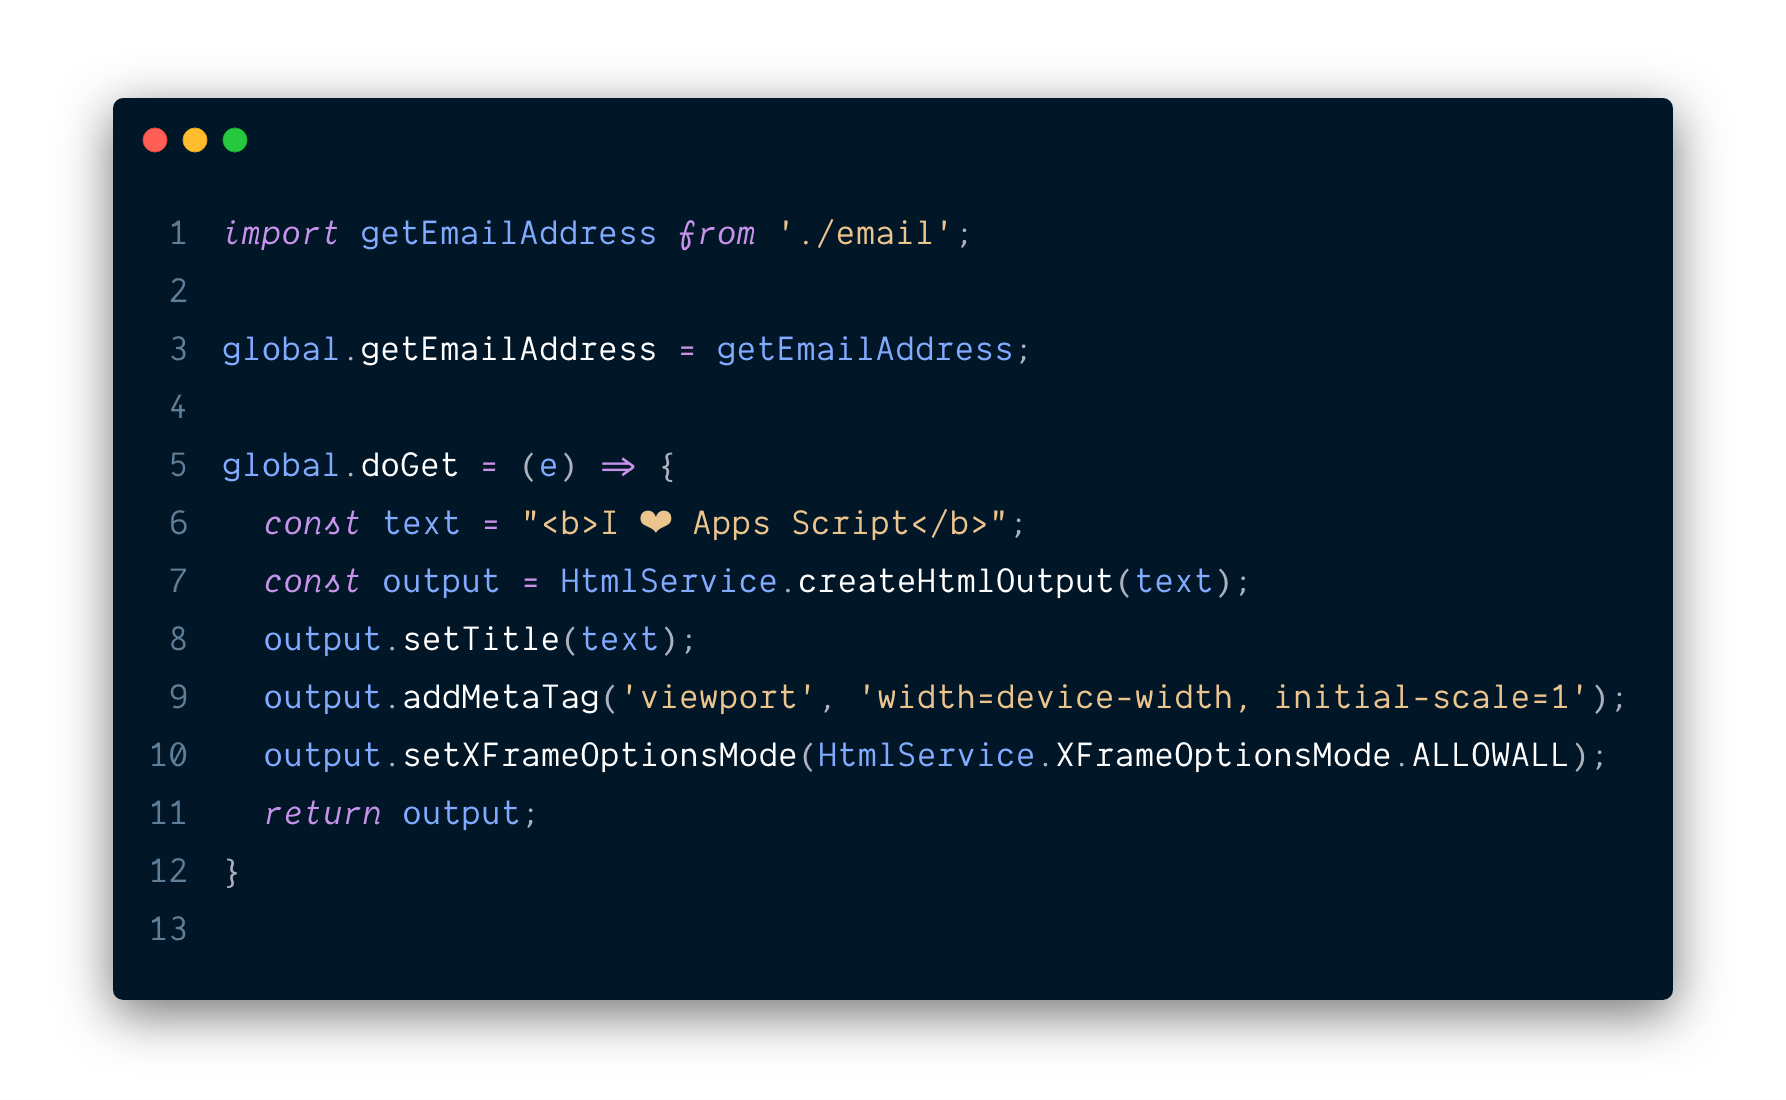 1 import getEmailAddress from './email';
2
3 global.getEmailAddress = getEmailAddress;
4
5 global.doGet = (e) => {
6 const text = "<b>I ❤ Apps Script</b>";
7 const output = HtmlService.createHtmlOutput(text);
8 output.setTitle(text);
9 output.addMetaTag('viewport', 'width=device-width, initial-scale=1');
10 output.setXFrameOptionsMode(HtmlService.XFrameOptionsMode.ALLOWALL);
11 return output;
12 }
13